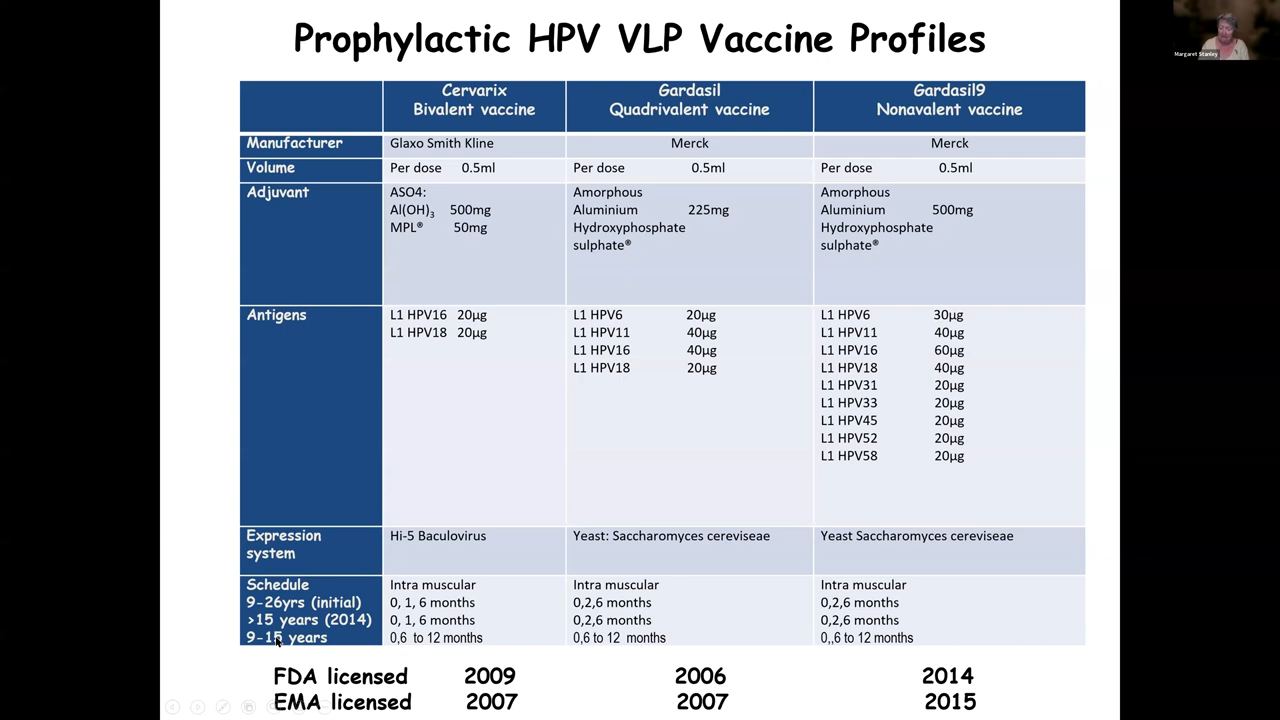 Prophylactic HPV VLP Vaccine Profiles
Margaret Stanley
Cervarix Gardasil Gardasil9
Bivalent vaccine Quadrivalent vaccine Nonavalent vaccine
Manufacturer Glaxo Smith Kline Merck Merck
Volume Per dose 0.5ml Per dose 0.5ml Per dose 0.5ml
Adjuvant ASO4: Amorphous Amorphous
Al(OH)₃ 500mg Aluminium 225mg Aluminium 500mg
MPL® 50mg Hydroxyphosphate Hydroxyphosphate
sulphate® sulphate®
Antigens L1 HPV16 20µg L1 HPV6 20µg L1 HPV6 30µg
L1 HPV18 20µg L1 HPV11 40µg L1 HPV11 40µg
L1 HPV16 40µg L1 HPV16 60µg
L1 HPV18 20µg L1 HPV18 40µg
L1 HPV31 20µg
L1 HPV33 20µg
L1 HPV45 20µg
L1 HPV52 20µg
L1 HPV58 20µg
Expression Hi-5 Baculovirus Yeast: Saccharomyces cereviseae Yeast Saccharomyces cereviseae
system
Schedule Intra muscular Intra muscular Intra muscular
9-26yrs (initial) 0, 1, 6 months 0,2,6 months 0,2,6 months
>15 years (2014) 0, 1, 6 months 0,2,6 months 0,2,6 months
9-15 years 0,6 to 12 months 0,6 to 12 months 0,,6 to 12 months
FDA licensed 2009 2006 2014
EMA licensed 2007 2007 2015